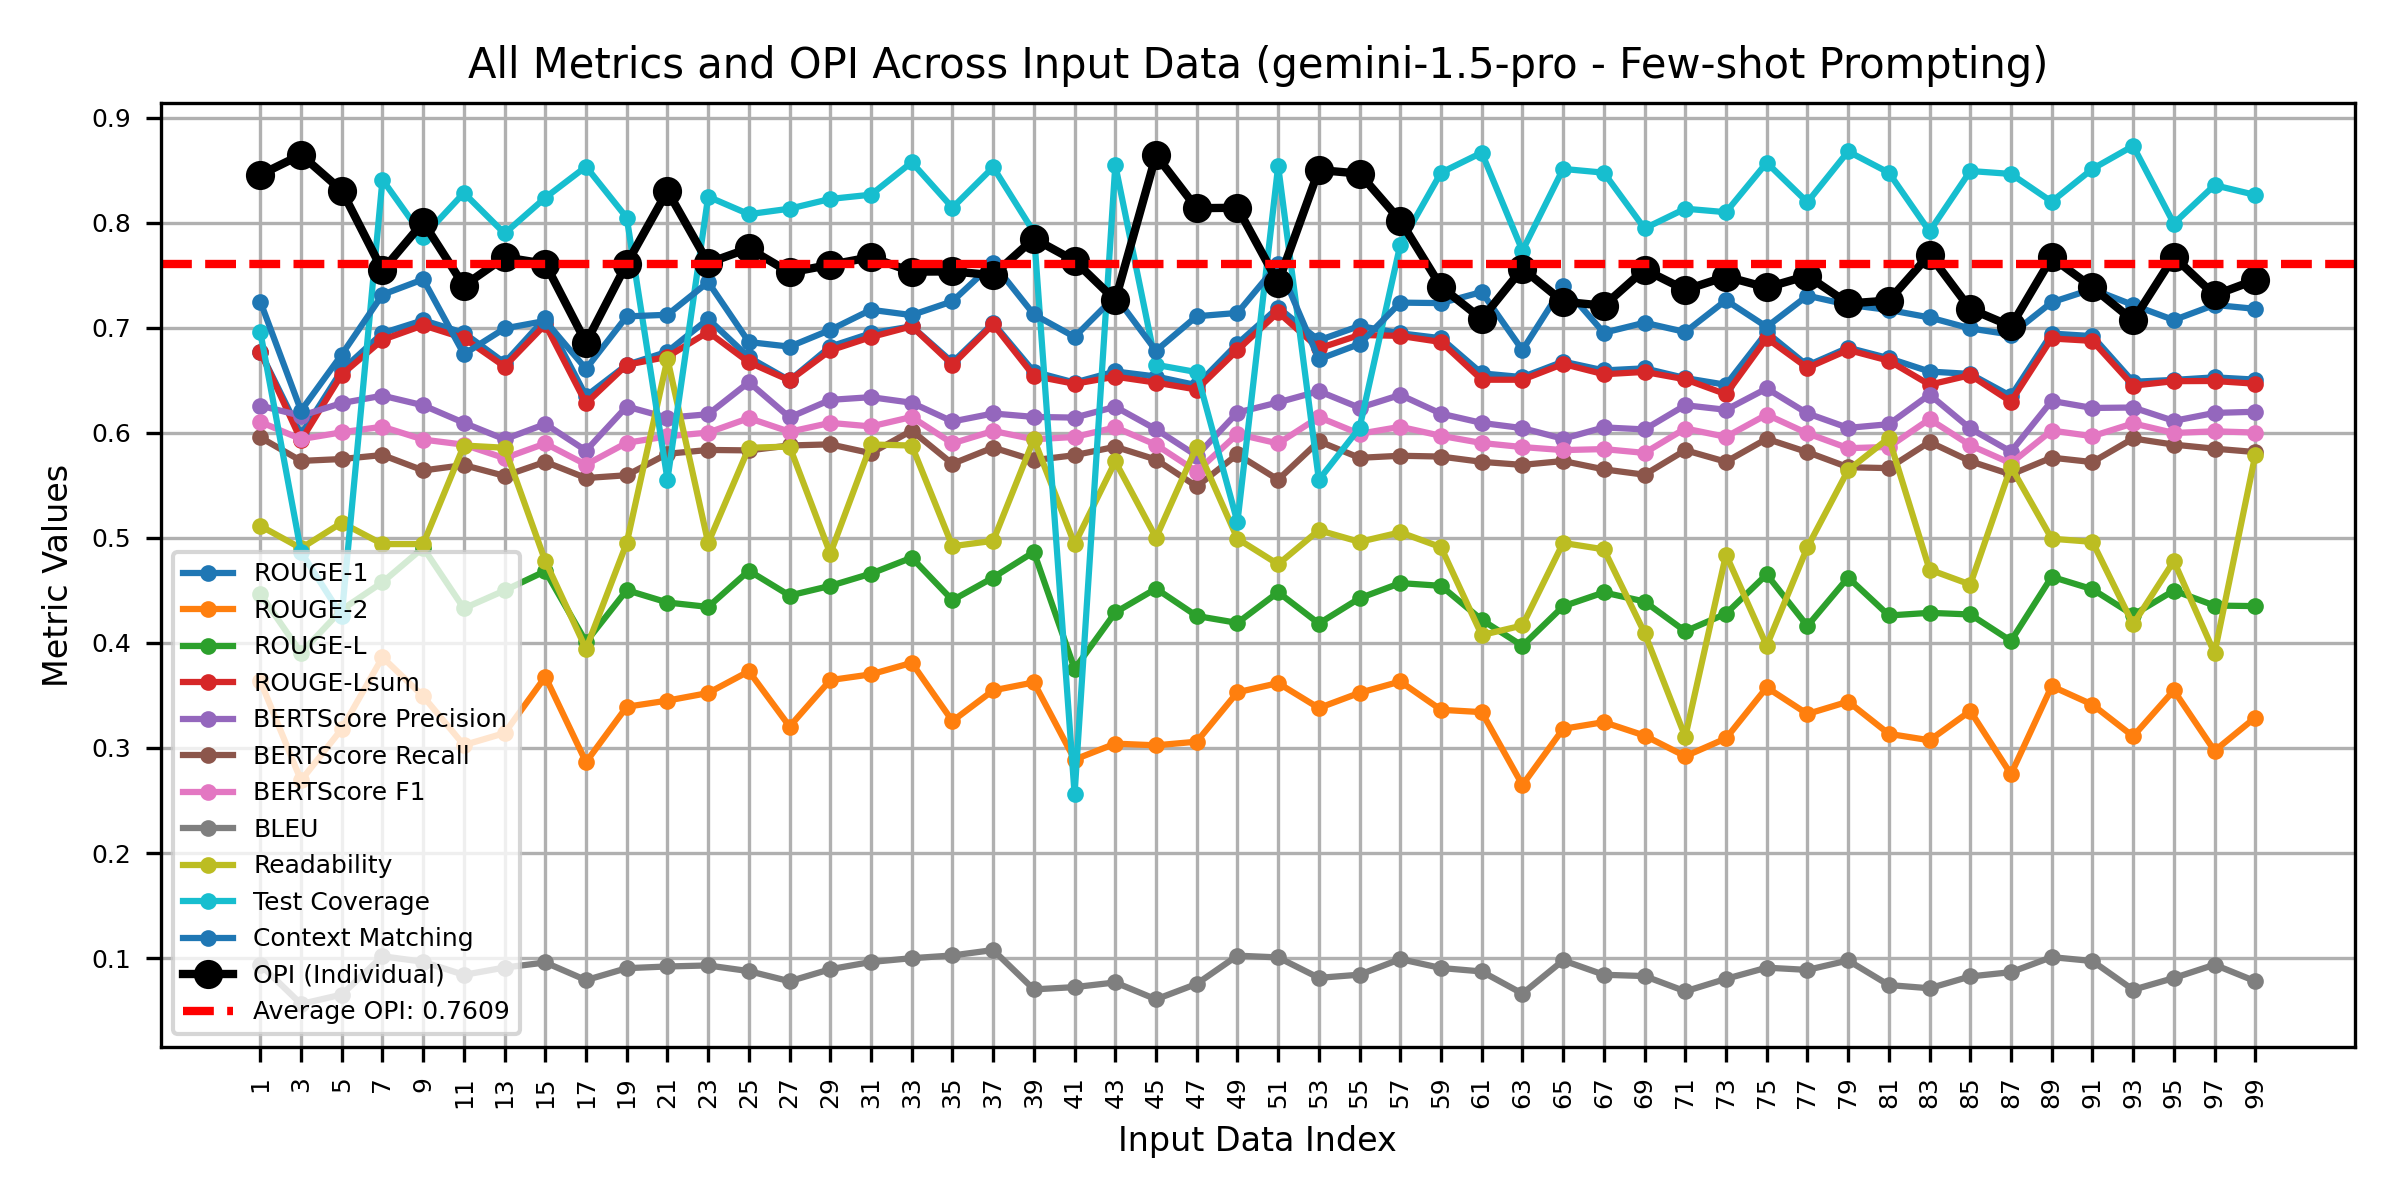 All Metrics and OPI Across Input Data (gemini-1.5-pro - Few-shot Prompting)
Metric Values
0.9
0.8
0.7
0.6
0.5
0.4
0.3
0.2
0.1
ROUGE-1
ROUGE-2
ROUGE-L
ROUGE-Lsum
BERTScore Precision
BERTScore Recall
BERTScore F1
BLEU
Readability
Test Coverage
Context Matching
OPI (Individual)
Average OPI: 0.7609
1 3 5 7 9 11 13 15 17 19 21 23 25 27 29 31 33 35 37 39 41 43 45 47 49 51 53 55 57 59 61 63 65 67 69 71 73 75 77 79 81 83 85 87 89 91 93 95 97 99
Input Data Index